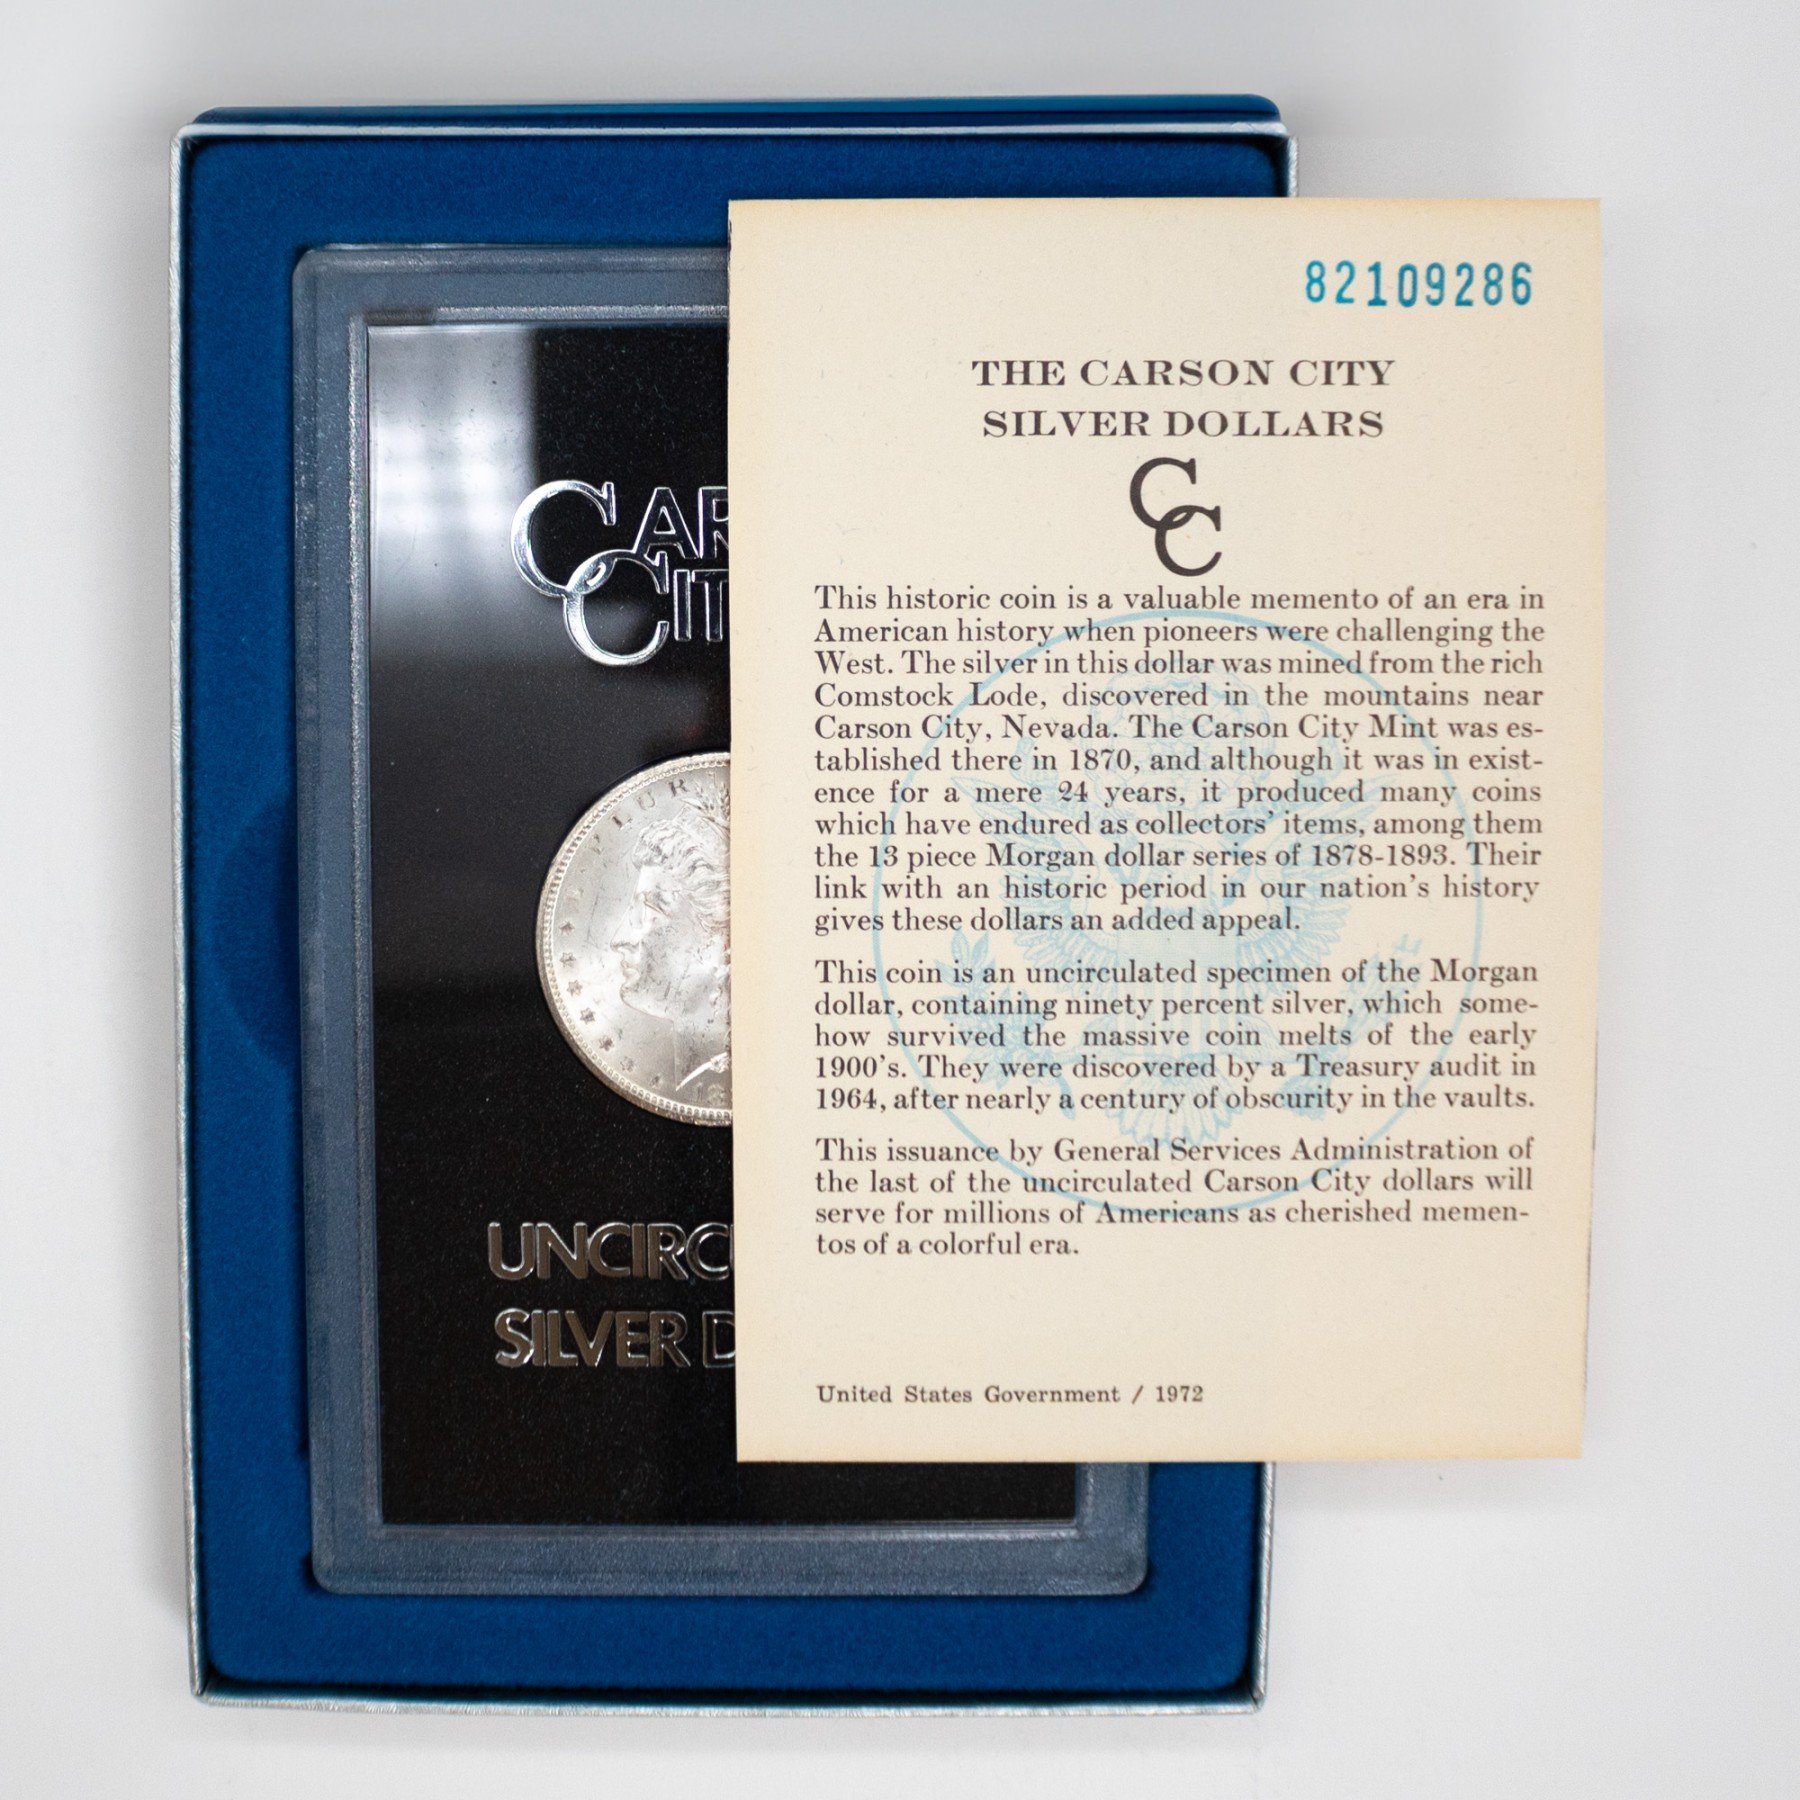 82109286
THE CARSON CITY
SILVER DOLLARS
CC
This historic coin is a valuable memento of an era in
American history when pioneers were challenging the
West. The silver in this dollar was mined from the rich
Comstock Lode, discovered in the mountains near
Carson City, Nevada. The Carson City Mint was es-
tablished there in 1870, and although it was in exist-
ence for a mere 24 years, it produced many coins
which have endured as collectors' items, among them
the 13 piece Morgan dollar series of 1878-1893. Their
link with an historic period in our nation's history
gives these dollars an added appeal.
This coin is an uncirculated specimen of the Morgan
dollar, containing ninety percent silver, which some-
how survived the massive coin melts of the early
1900's. They were discovered by a Treasury audit in
1964, after nearly a century of obscurity in the vaults.
This issuance by General Services Administration of
the last of the uncirculated Carson City dollars will
serve for millions of Americans as cherished memen-
tos of a colorful era.
United States Government / 1972
CAR
CIT
PLUR
UNCIRC
SILVER D